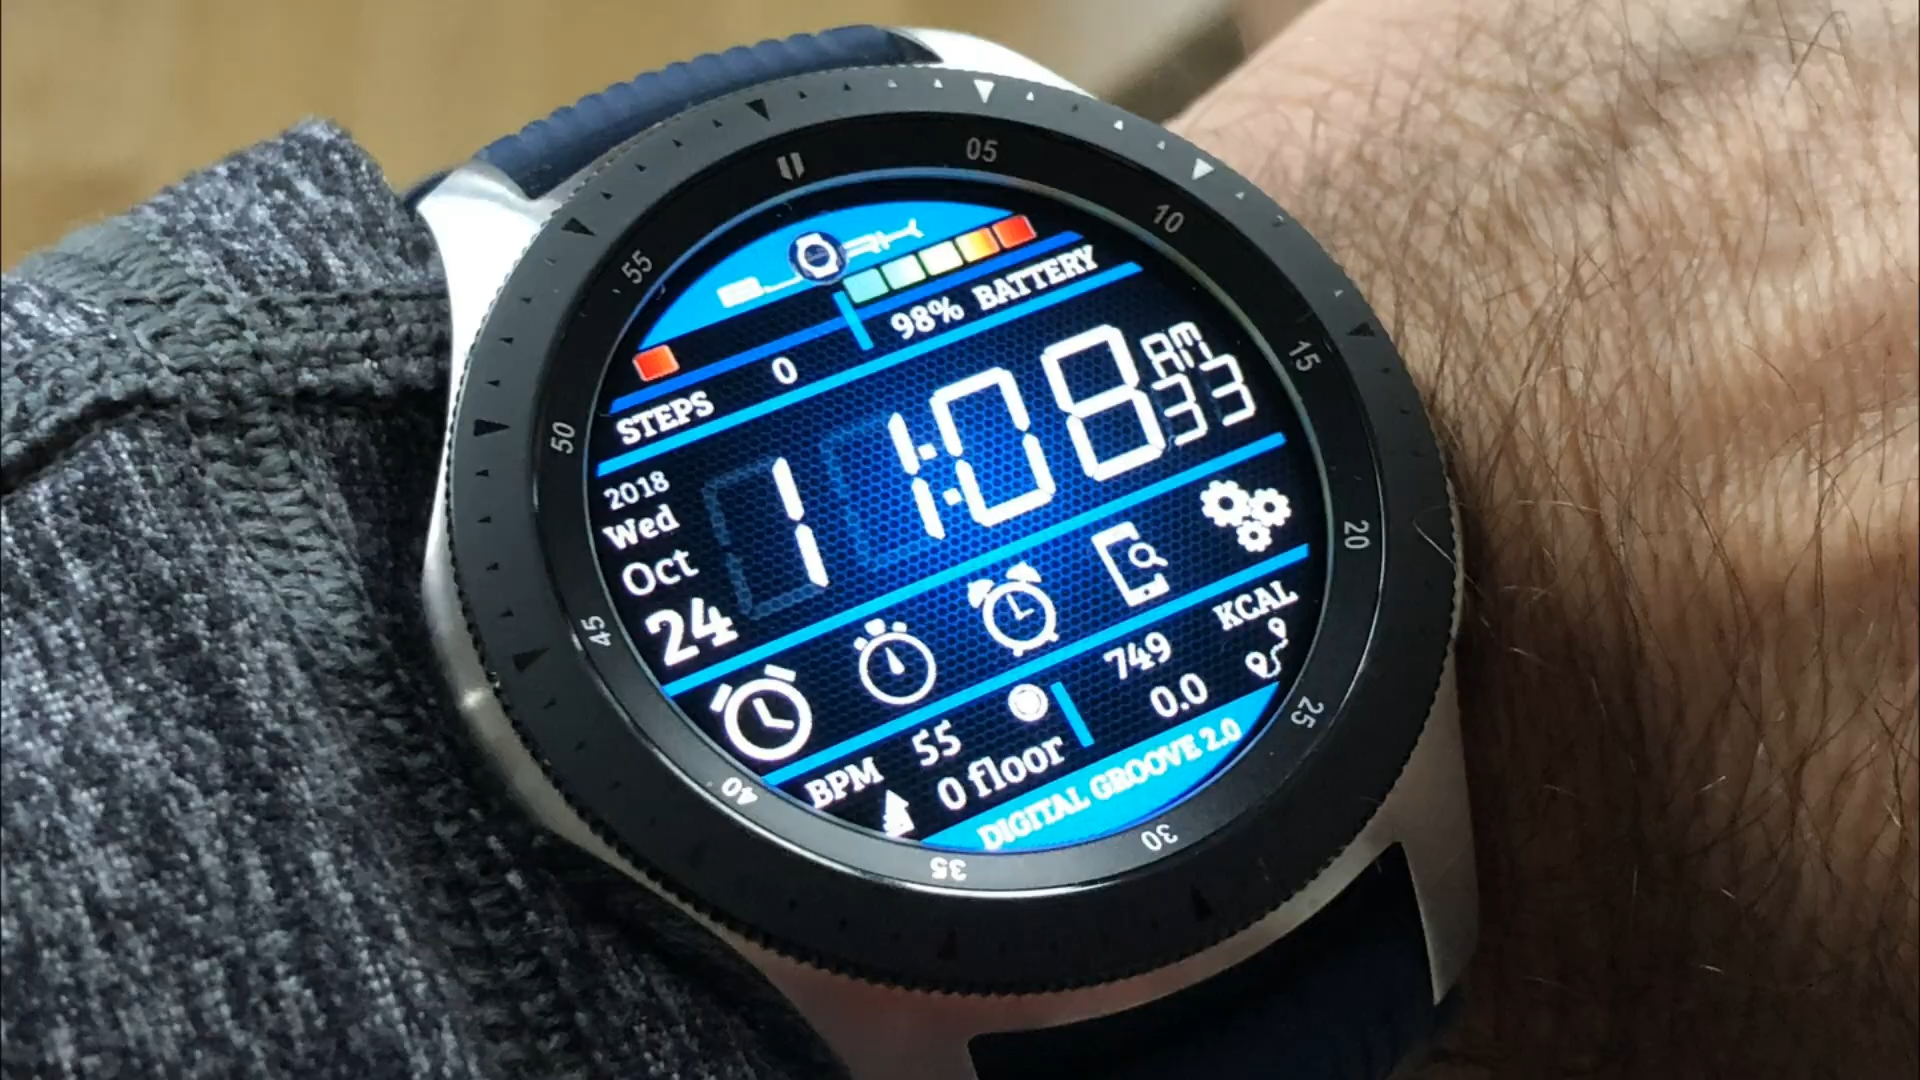 05
10
15
20
25
30
35
40
45
50
55
98% BATTERY
STEPS 0
11:08 AM
33
2018
Wed
Oct
24
BPM 55
749 KCAL
0 floor
0.0
DIGITAL GROOVE 2.0